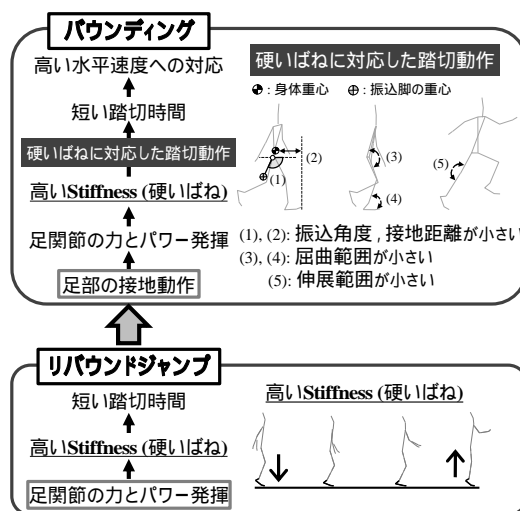 バウンディング
高い水平速度への対応
短い踏切時間
硬いばねに対応した踏切動作
高いStiffness (硬いばね)
足関節の力とパワー発揮
足部の接地動作
硬いばねに対応した踏切動作
: 身体重心 : 振込脚の重心
(1)
(2)
(3)
(4)
(5)
(1), (2): 振込角度 , 接地距離が小さい
(3), (4): 屈曲範囲が小さい
(5): 伸展範囲が小さい
リバウンドジャンプ
短い踏切時間
高いStiffness (硬いばね)
足関節の力とパワー発揮
高いStiffness (硬いばね)